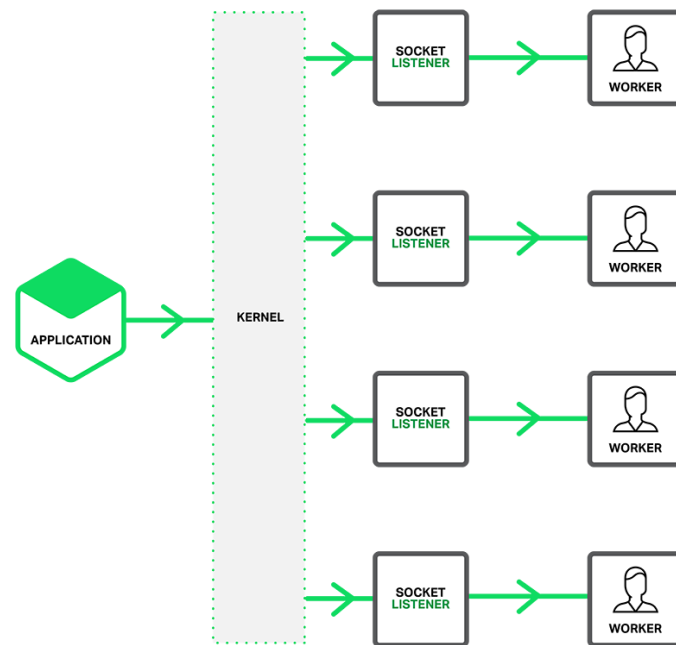 SOCKET
LISTENER
WORKER
SOCKET
LISTENER
WORKER
KERNEL
APPLICATION
SOCKET
LISTENER
WORKER
SOCKET
LISTENER
WORKER